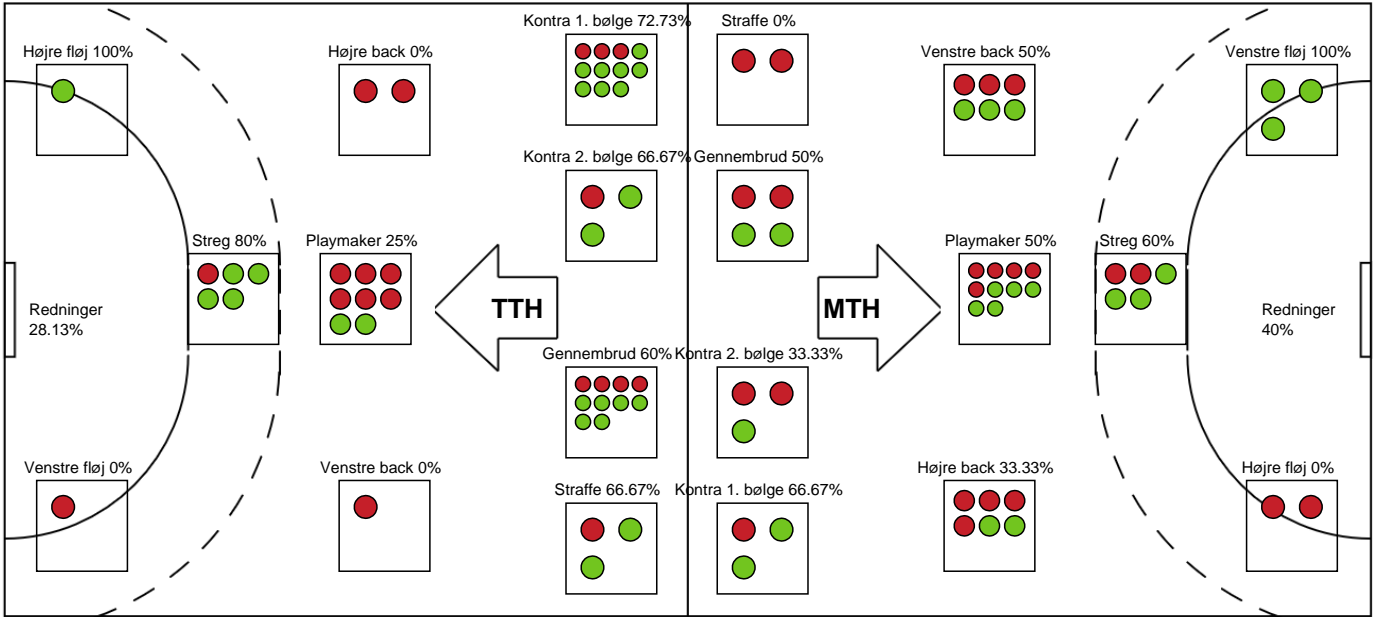 Kontra 1. bølge 72.73%
Straffe 0%
Højre fløj 100%
Højre back 0%
Venstre back 50%
Venstre fløj 100%
Kontra 2. bølge 66.67%
Gennembrud 50%
Streg 80%
Playmaker 25%
Playmaker 50%
Streg 60%
Redninger
28.13%
TTH
MTH
Redninger
40%
Gennembrud 60%
Kontra 2. bølge 33.33%
Venstre fløj 0%
Venstre back 0%
Straffe 66.67%
Kontra 1. bølge 66.67%
Højre back 33.33%
Højre fløj 0%